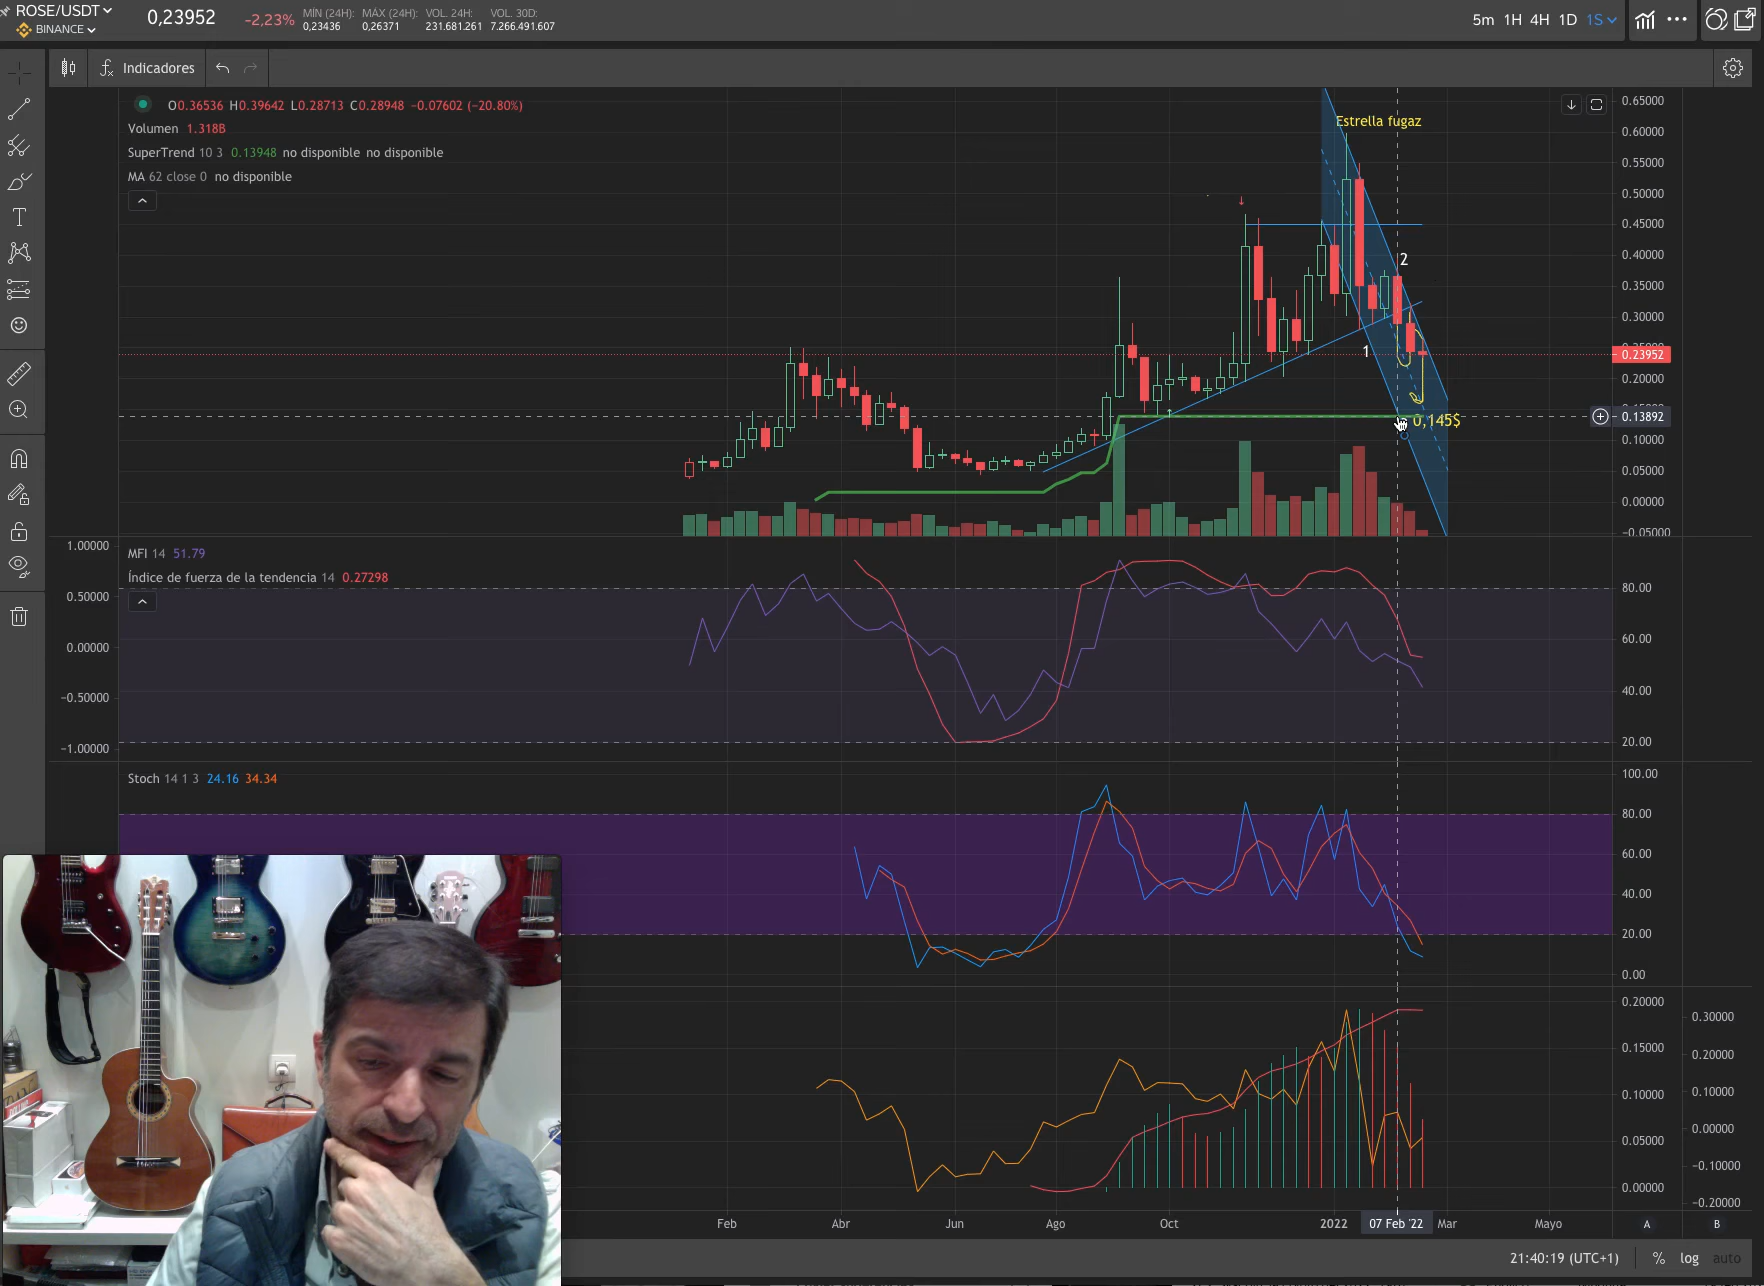 ROSE/USDT
BINANCE
0,23952
-2,23%
MÍN (24H):
0,23436
MÁX (24H):
0,26371
VOL. 24H:
231.681.261
VOL. 30D:
7.266.491.607
5m 1H 4H 1D 1S
Indicadores
O0.36536 H0.39642 L0.28713 C0.28948 −0.07602 (−20.80%)
Volumen 1.318B
SuperTrend 10 3 0.13948 no disponible no disponible
MA 62 close 0 no disponible
Estrella fugaz
2
1
0,145$
0.65000
0.60000
0.55000
0.50000
0.45000
0.40000
0.35000
0.30000
0.23952
0.20000
0.13892
0.10000
0.05000
0.00000
−0.05000
MFI 14 51.79
Índice de fuerza de la tendencia 14 0.27298
1.00000
0.50000
0.00000
−0.50000
−1.00000
80.00
60.00
40.00
20.00
Stoch 14 1 3 24.16 34.34
100.00
80.00
60.00
40.00
20.00
0.00
0.20000
0.15000
0.10000
0.05000
0.00000
0.30000
0.20000
0.10000
0.00000
−0.10000
−0.20000
Feb Abr Jun Ago Oct 2022 07 Feb '22 Mar Mayo A B
21:40:19 (UTC+1) % log auto